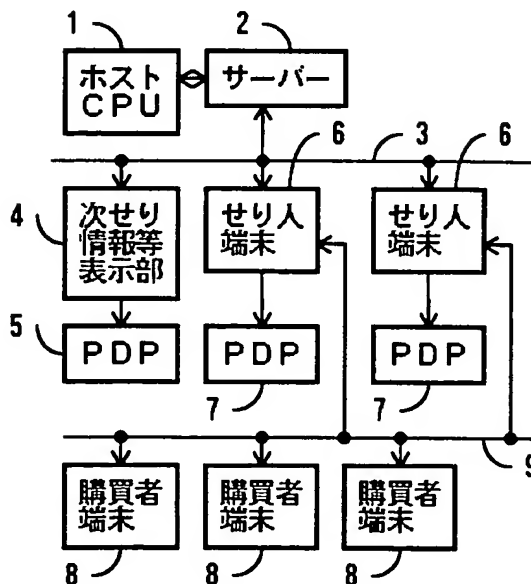 1
2
ホスト
CPU
サーバー
6
3
6
4
次せり
情報等
表示部
せり人
端末
せり人
端末
5
PDP
PDP
PDP
7
7
9
購買者
端末
購買者
端末
購買者
端末
8
8
8